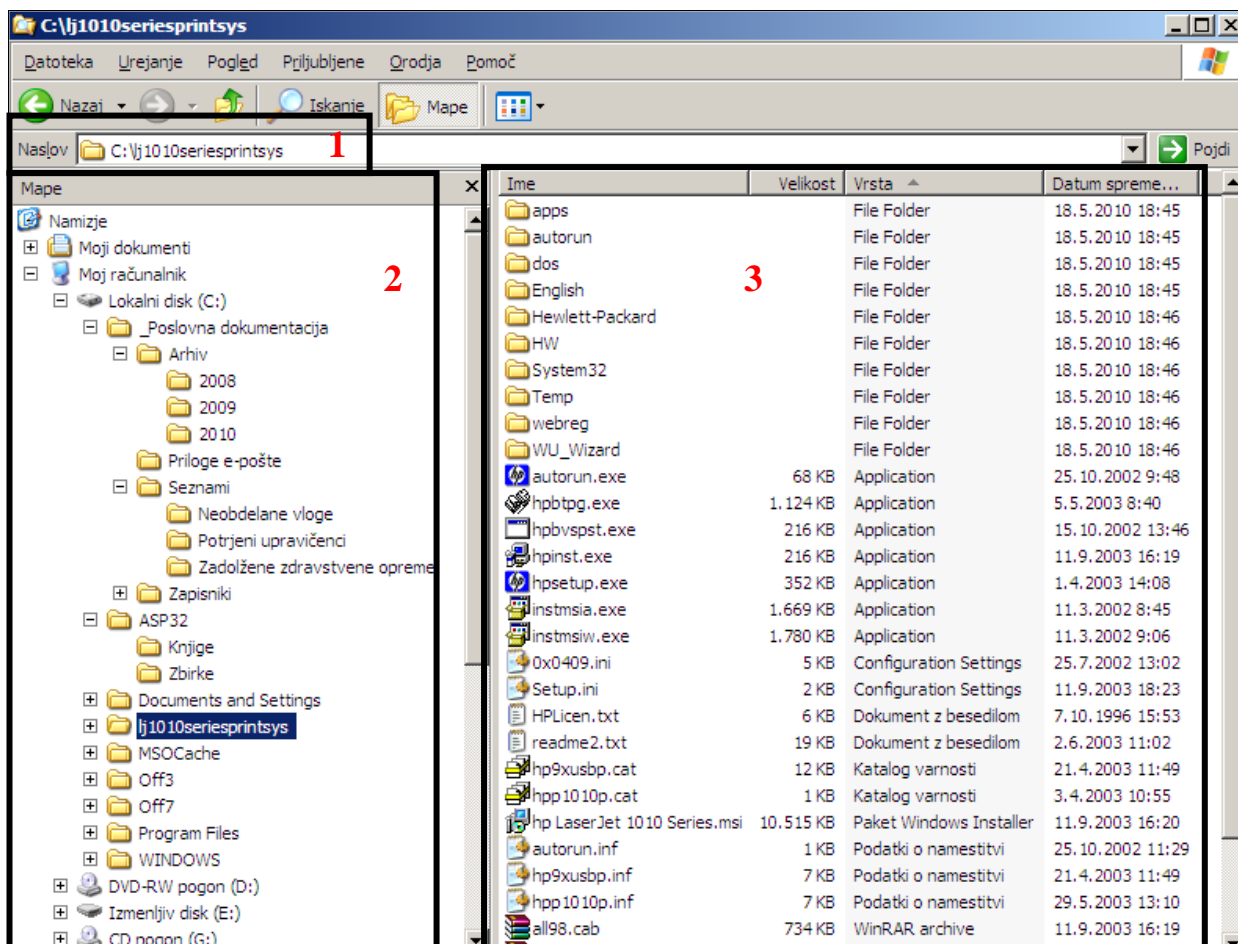 C:\lj1010seriesprintsys
Datoteka Urejanje Pogled Priljubljene Orodja Pomoč
Nazaj Iskanje Mape
Naslov C:\lj1010seriesprintsys 1 Pojdi
Mape
Namizje
Moji dokumenti
Moj računalnik
2
Lokalni disk (C:)
_Poslovna dokumentacija
Arhiv
2008
2009
2010
Priloge e-pošte
Seznami
Neobdelane vloge
Potrjeni upravičenci
Zadolžene zdravstvene opreme
Zapisniki
ASP32
Knjige
Zbirke
Documents and Settings
lj1010seriesprintsys
MSOCache
Off3
Off7
Program Files
WINDOWS
DVD-RW pogon (D:)
Izmenljiv disk (E:)
CD pogon (G:)
Ime Velikost Vrsta Datum spreme...
apps File Folder 18.5.2010 18:45
autorun File Folder 18.5.2010 18:45
dos File Folder 18.5.2010 18:45
3
English File Folder 18.5.2010 18:45
Hewlett-Packard File Folder 18.5.2010 18:46
HW File Folder 18.5.2010 18:46
System32 File Folder 18.5.2010 18:46
Temp File Folder 18.5.2010 18:46
webreg File Folder 18.5.2010 18:46
WU_Wizard File Folder 18.5.2010 18:46
autorun.exe 68 KB Application 25.10.2002 9:48
hpbtpg.exe 1.124 KB Application 5.5.2003 8:40
hpbvspst.exe 216 KB Application 15.10.2002 13:46
hpinst.exe 216 KB Application 11.9.2003 16:19
hpsetup.exe 352 KB Application 1.4.2003 14:08
instmsia.exe 1.669 KB Application 11.3.2002 8:45
instmsiw.exe 1.780 KB Application 11.3.2002 9:06
0x0409.ini 5 KB Configuration Settings 25.7.2002 13:02
Setup.ini 2 KB Configuration Settings 11.9.2003 18:23
HPLicen.txt 6 KB Dokument z besedilom 7.10.1996 15:53
readme2.txt 19 KB Dokument z besedilom 2.6.2003 11:02
hp9xusbp.cat 12 KB Katalog varnosti 21.4.2003 11:49
hpp1010p.cat 1 KB Katalog varnosti 3.4.2003 10:55
hp LaserJet 1010 Series.msi 10.515 KB Paket Windows Installer 11.9.2003 16:20
autorun.inf 1 KB Podatki o namestitvi 25.10.2002 11:29
hp9xusbp.inf 7 KB Podatki o namestitvi 21.4.2003 11:49
hpp1010p.inf 7 KB Podatki o namestitvi 29.5.2003 13:10
all98.cab 734 KB WinRAR archive 11.9.2003 16:19